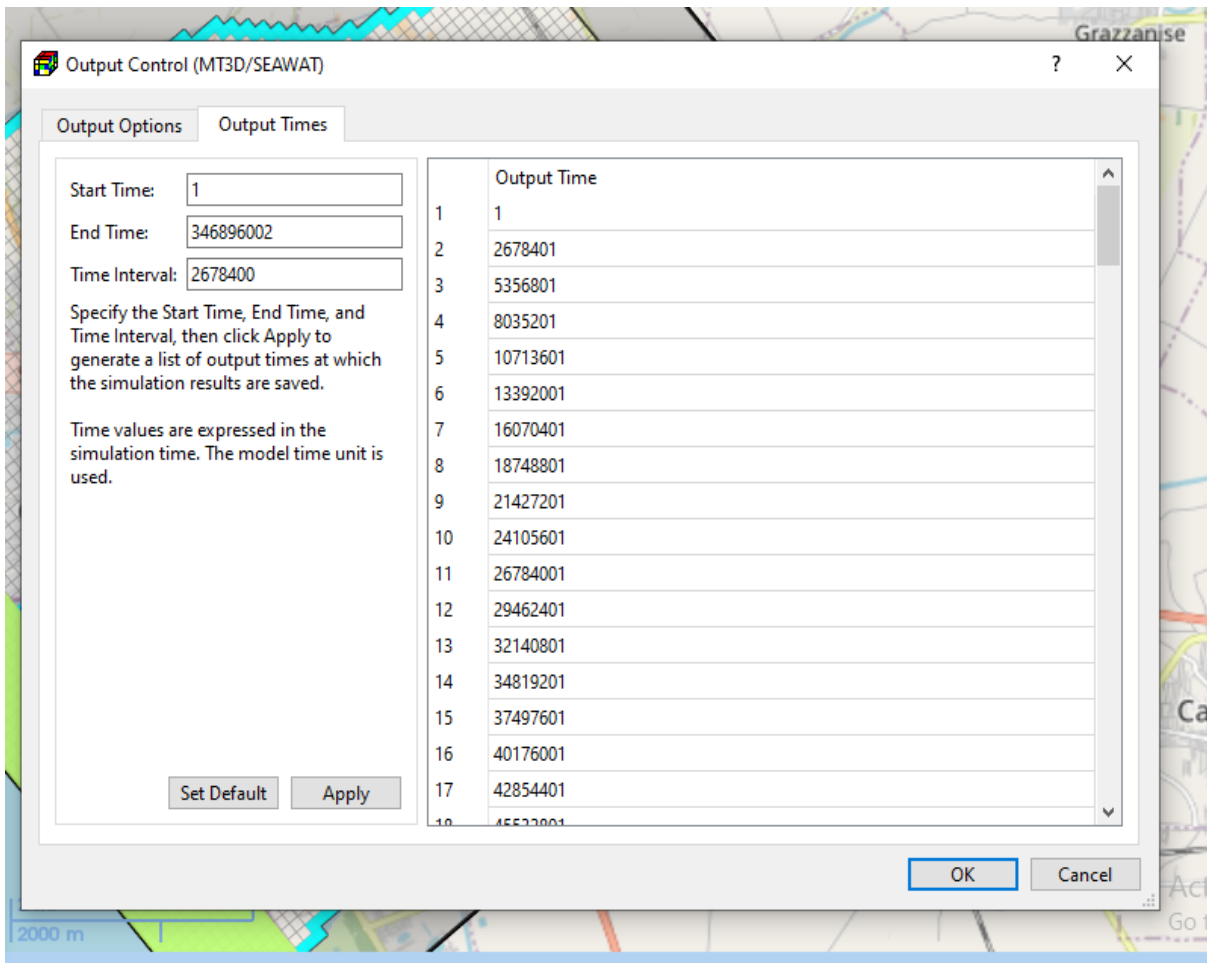 Grazzanise
Output Control (MT3D/SEAWAT)
?
Output Options
Output Times
Start Time:
1
End Time:
346896002
Time Interval:
2678400
Specify the Start Time, End Time, and
Time Interval, then click Apply to
generate a list of output times at which
the simulation results are saved.
Time values are expressed in the
simulation time. The model time unit is
used.
Set Default
Apply
Output Time
1 1
2 2678401
3 5356801
4 8035201
5 10713601
6 13392001
7 16070401
8 18748801
9 21427201
10 24105601
11 26784001
12 29462401
13 32140801
14 34819201
15 37497601
16 40176001
17 42854401
OK
Cancel
Ca
Act
Go t
2000 m